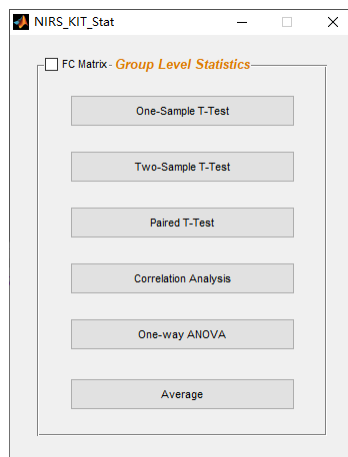 NIRS_KIT_Stat
FC Matrix - Group Level Statistics
One-Sample T-Test
Two-Sample T-Test
Paired T-Test
Correlation Analysis
One-way ANOVA
Average